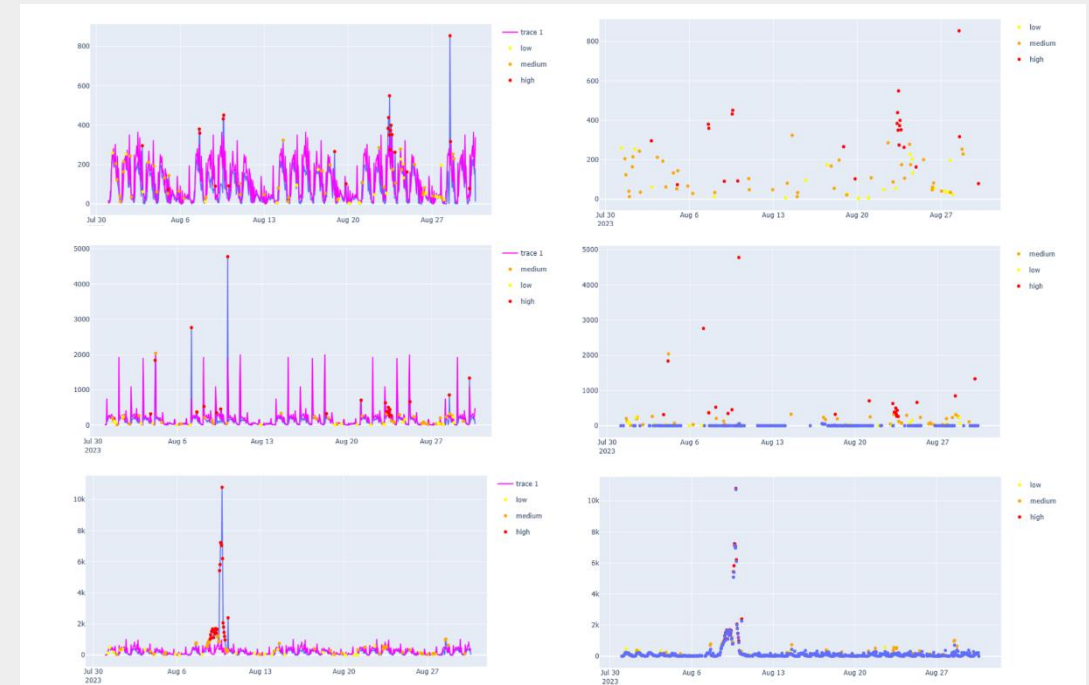 trace 1
low
medium
high
800
600
400
200
0
Jul 30
2023
Aug 6
Aug 13
Aug 20
Aug 27
low
medium
high
800
600
400
200
0
Jul 30
2023
Aug 6
Aug 13
Aug 20
Aug 27
trace 1
medium
low
high
5000
4000
3000
2000
1000
0
Jul 30
2023
Aug 6
Aug 13
Aug 20
Aug 27
medium
low
high
5000
4000
3000
2000
1000
0
Jul 30
2023
Aug 6
Aug 13
Aug 20
Aug 27
trace 1
low
medium
high
10k
8k
6k
4k
2k
0
Jul 30
2023
Aug 6
Aug 13
Aug 20
Aug 27
low
medium
high
10k
8k
6k
4k
2k
0
Jul 30
2023
Aug 6
Aug 13
Aug 20
Aug 27